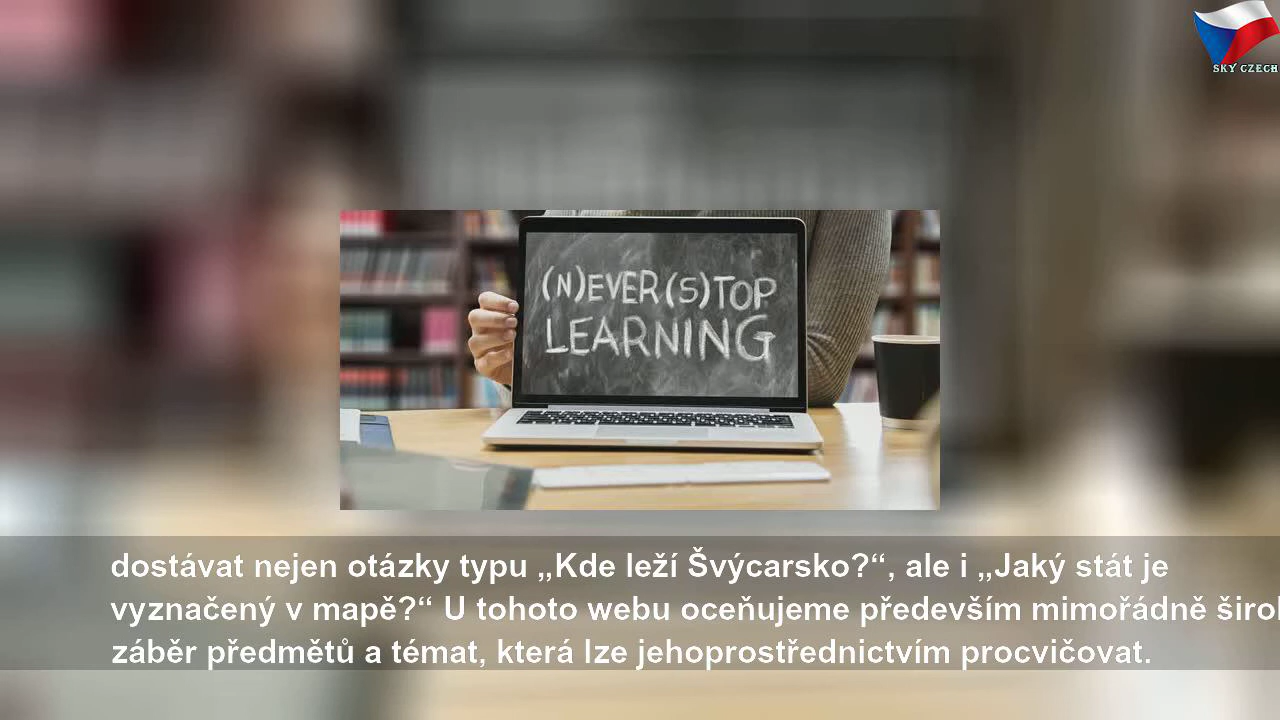 SKY CZECH
(N)EVER (S)TOP
LEARNING
dostávat nejen otázky typu „Kde leží Švýcarsko?“, ale i „Jaký stát je
vyznačený v mapě?“ U tohoto webu oceňujeme především mimořádně
záběr předmětů a témat, která lze jehoprostřednictvím procvičovat.